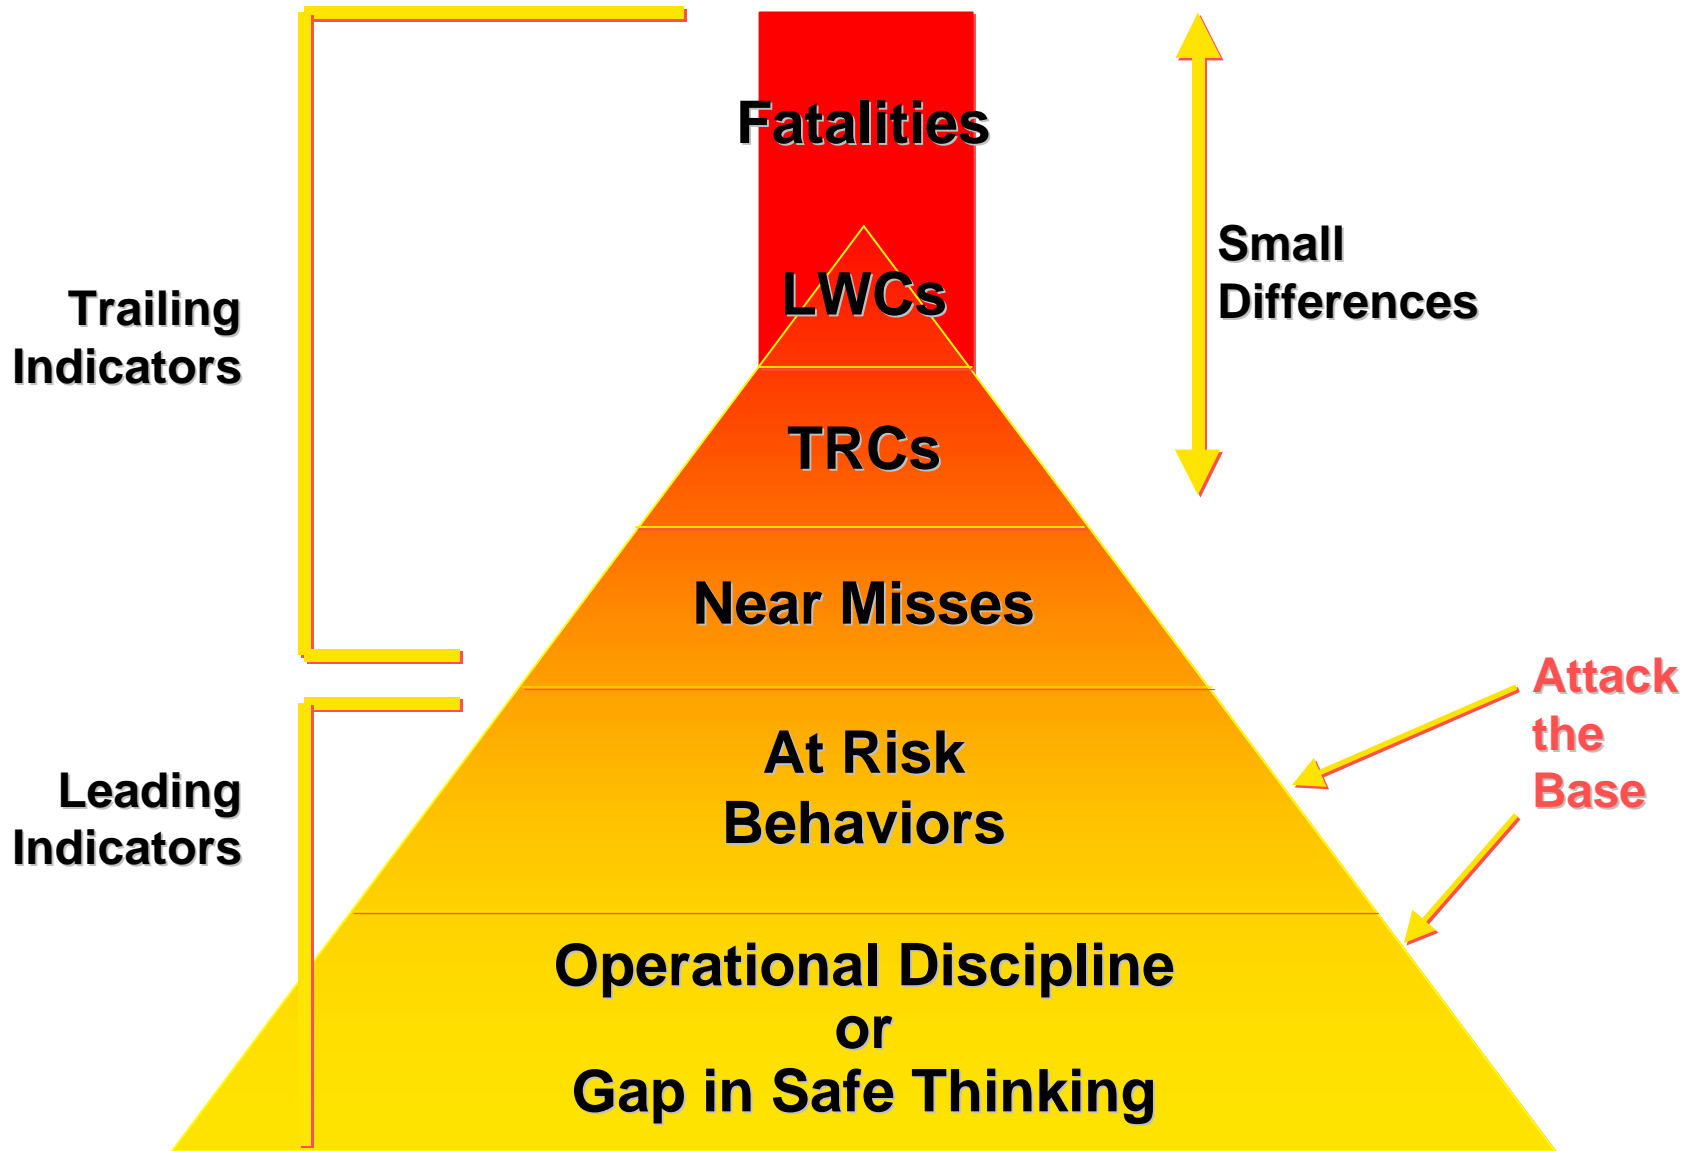 Fatalities
LWCs
TRCs
Near Misses
At Risk
Behaviors
Operational Discipline
or
Gap in Safe Thinking
Trailing
Indicators
Leading
Indicators
Small
Differences
Attack
the
Base